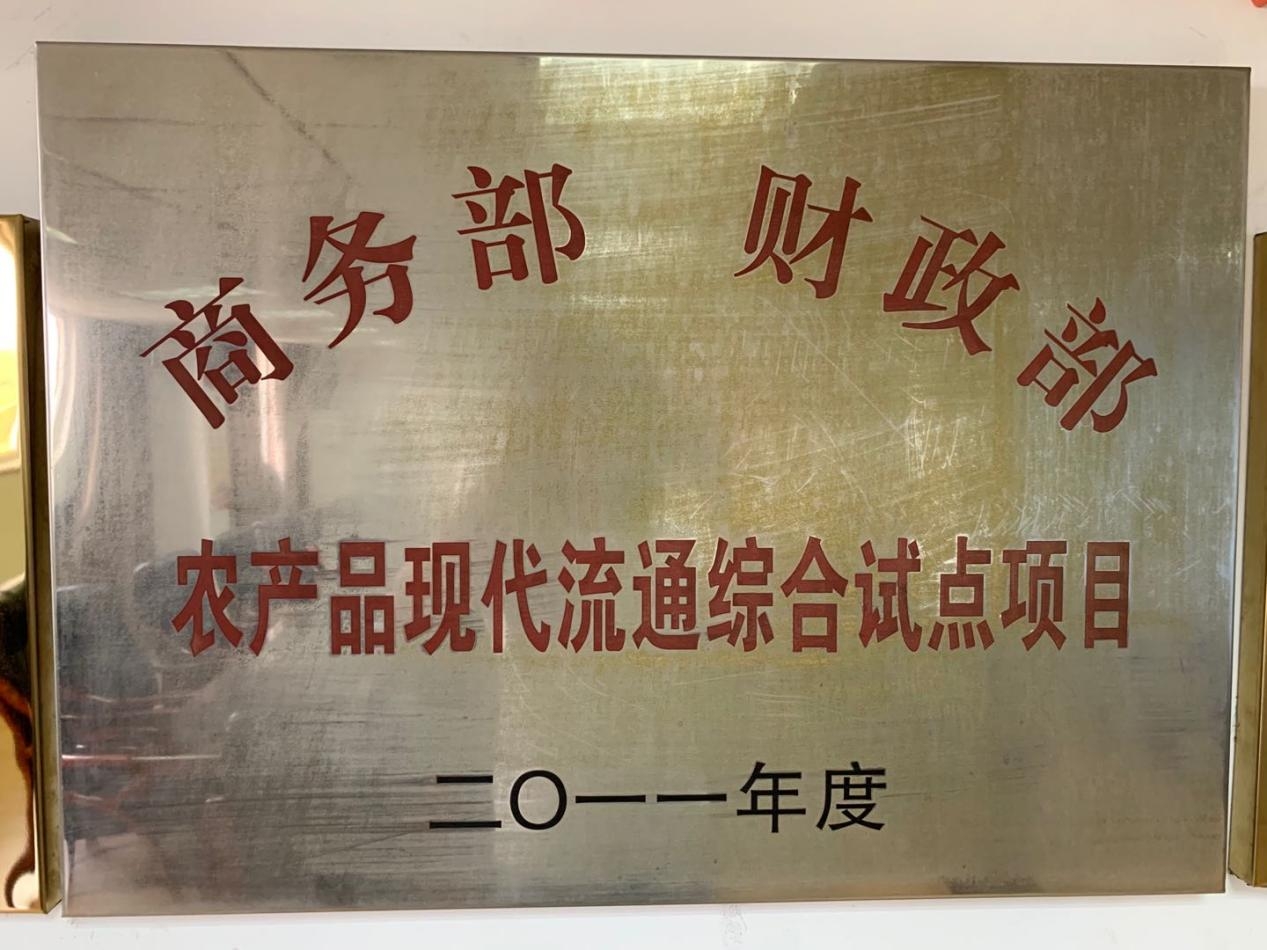 商务部 财政部
农产品现代流通综合试点项目
二〇一一年度